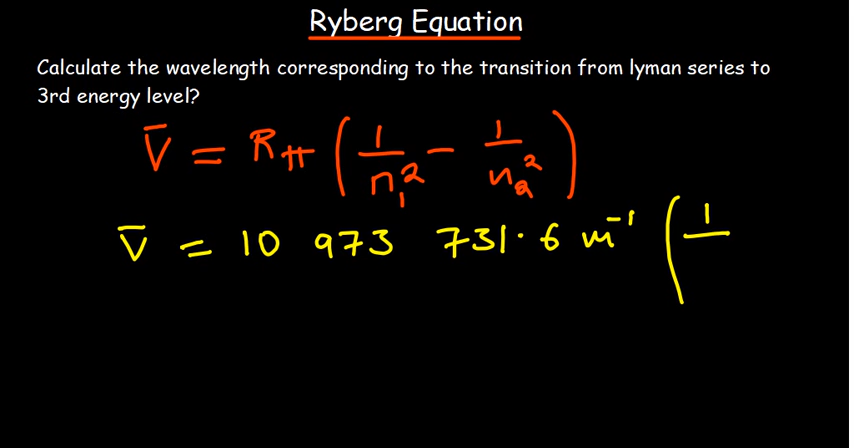 Ryberg Equation
Calculate the wavelength corresponding to the transition from lyman series to
3rd energy level?
V̅ = RH ( 1/n₁² − 1/n₂² )
V̅ = 10 973 731.6 m⁻¹ ( 1/